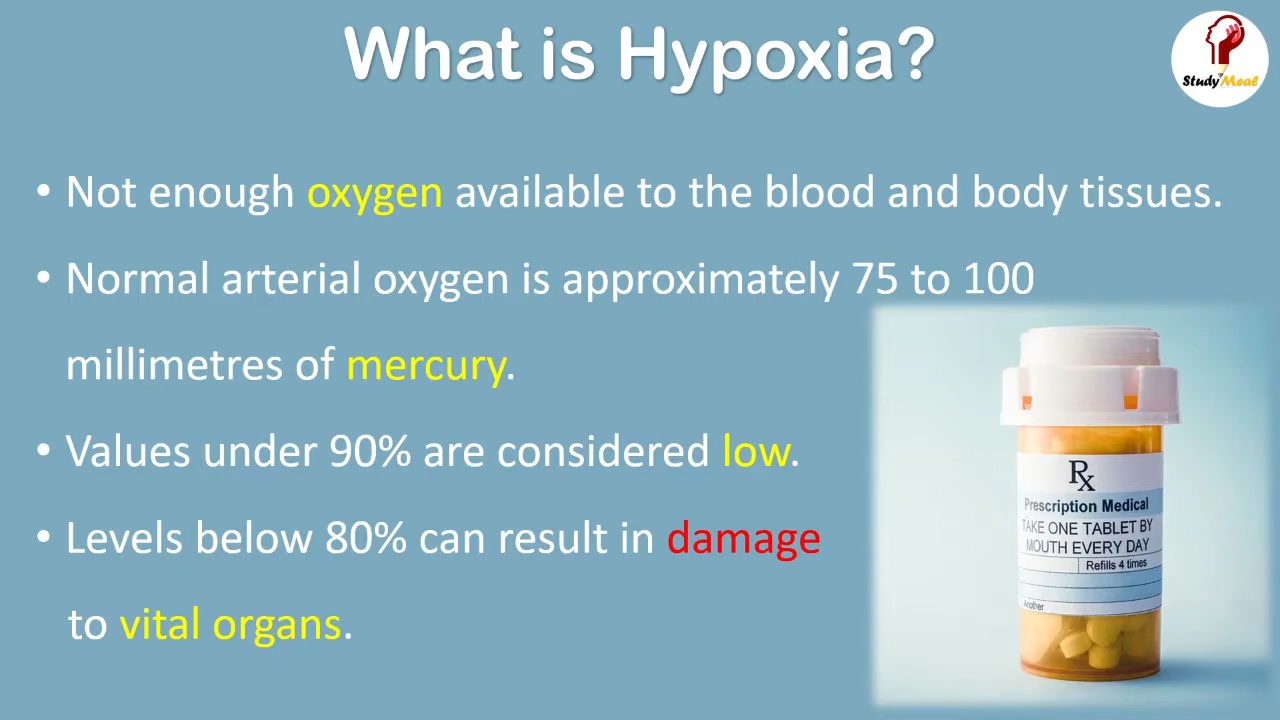 What is Hypoxia?
Study Meal
• Not enough oxygen available to the blood and body tissues.
• Normal arterial oxygen is approximately 75 to 100
millimetres of mercury.
• Values under 90% are considered low.
• Levels below 80% can result in damage
to vital organs.
Rx
Prescription Medical
TAKE ONE TABLET BY
MOUTH EVERY DAY
Refills 4 times
Another